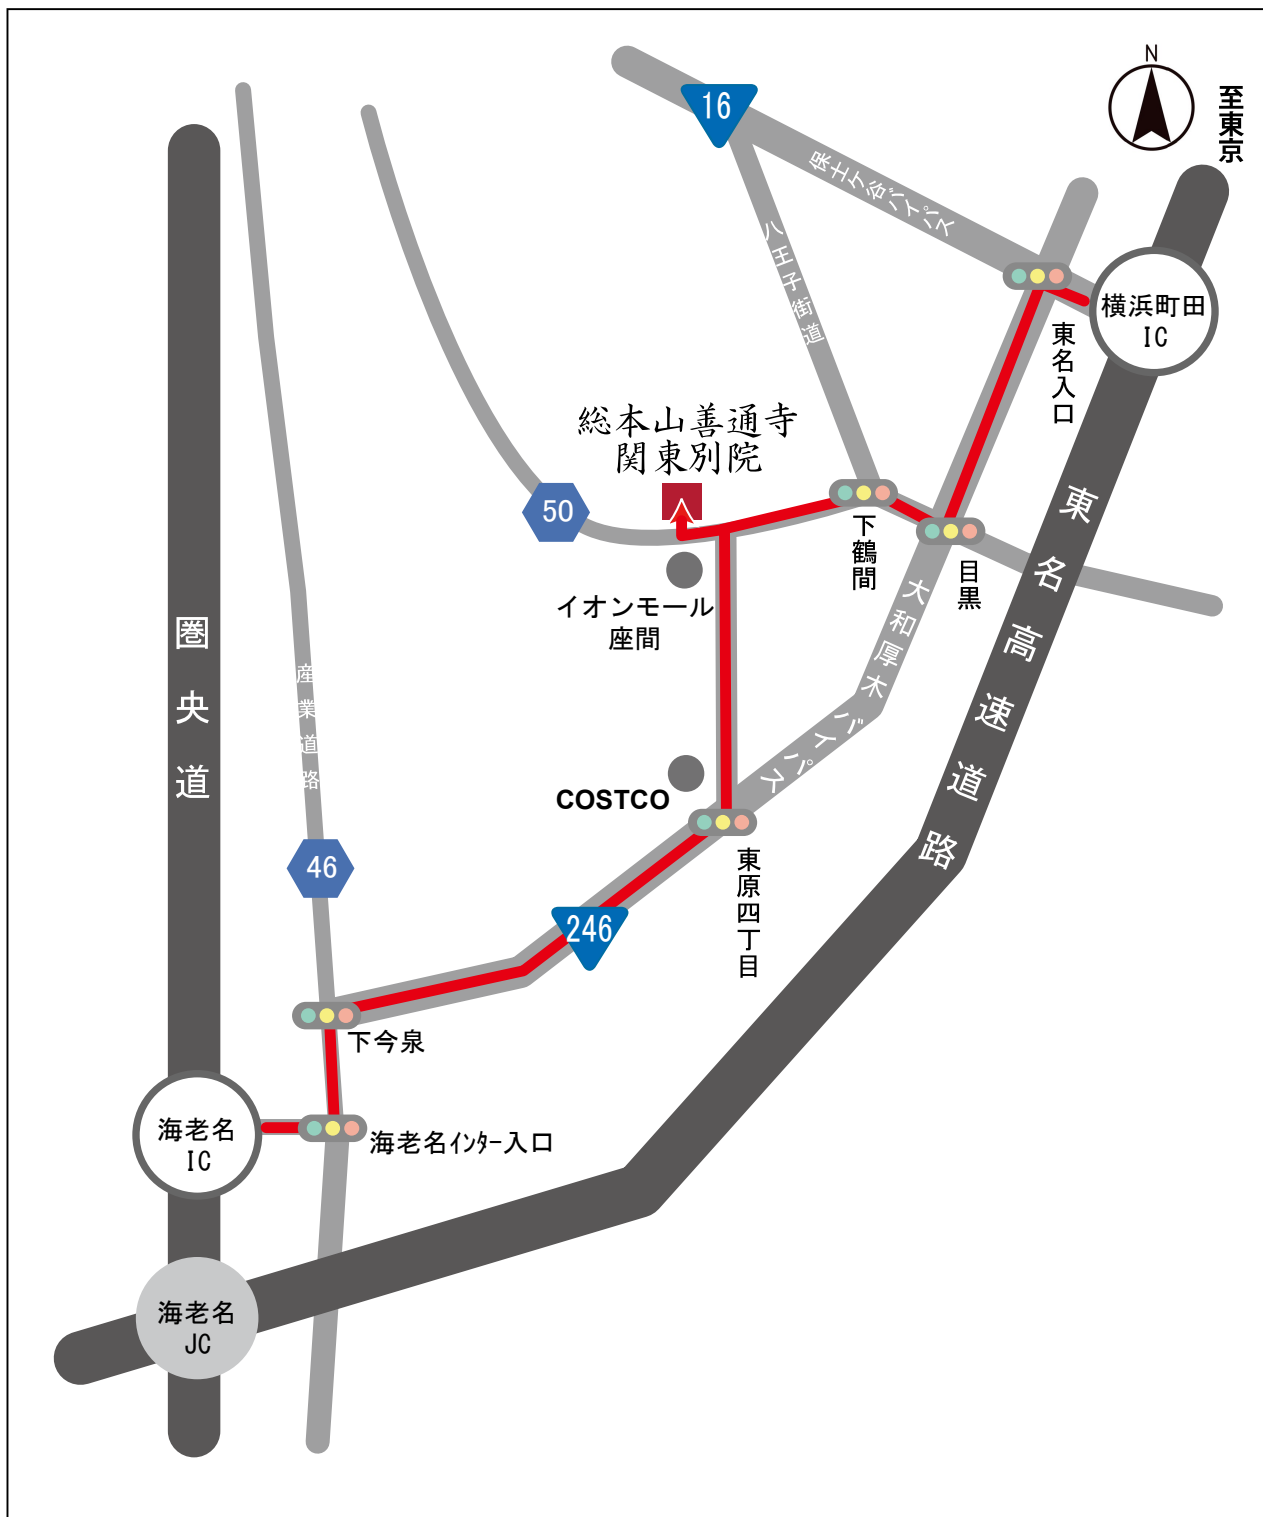 N
至東京
16
保土ヶ谷バイパス
八王子街道
横浜町田
IC
東名入口
総本山善通寺
関東別院
50
下鶴間
目黒
東名高速道路
イオンモール
座間
大和厚木バイパス
圏央道
産業道路
COSTCO
46
東原四丁目
246
下今泉
海老名
IC
海老名インター入口
海老名
JC